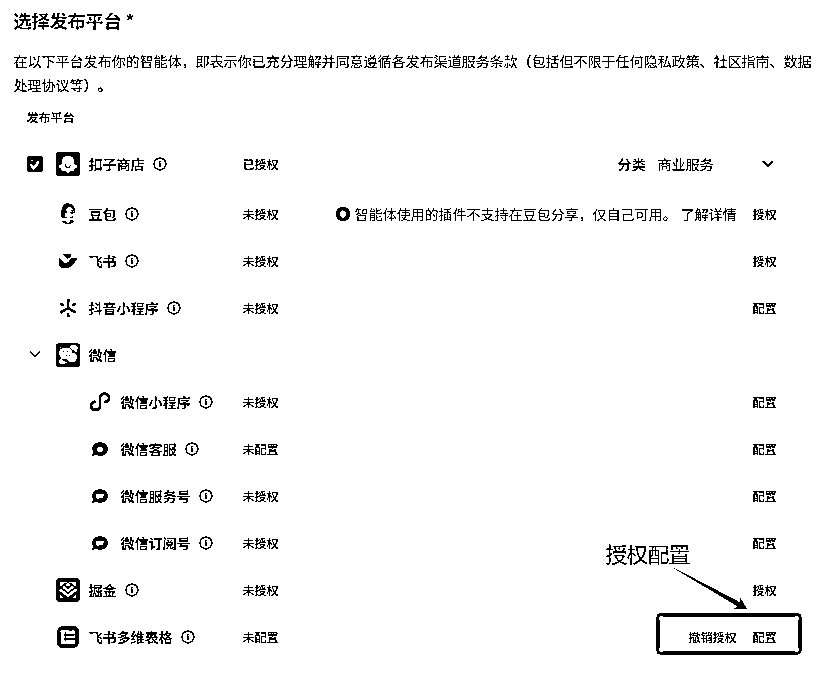 选择发布平台 *
在以下平台发布你的智能体，即表示你已充分理解并同意遵循各发布渠道服务条款（包括但不限于任何隐私政策、社区指南、数据
处理协议等）。
发布平台
扣子商店 已授权 分类 商业服务
豆包 未授权 智能体使用的插件不支持在豆包分享，仅自己可用。 了解详情 授权
飞书 未授权 授权
抖音小程序 未授权 配置
微信
微信小程序 未授权 配置
微信客服 未配置 配置
微信服务号 未授权 配置
微信订阅号 未授权 配置
授权配置
掘金 未授权 授权
飞书多维表格 未配置 撤销授权 配置